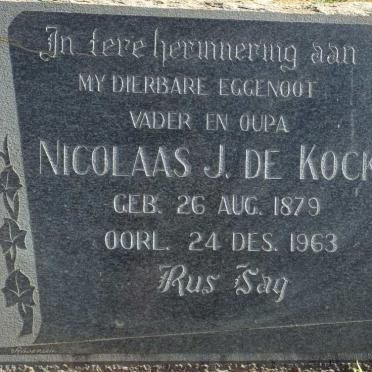 In tere herinnering aan
MY DIERBARE EGGENOOT
VADER EN OUPA
NICOLAAS J. DE KOCK
GEB. 26 AUG. 1879
OORL. 24 DES. 1963
Rus Sag